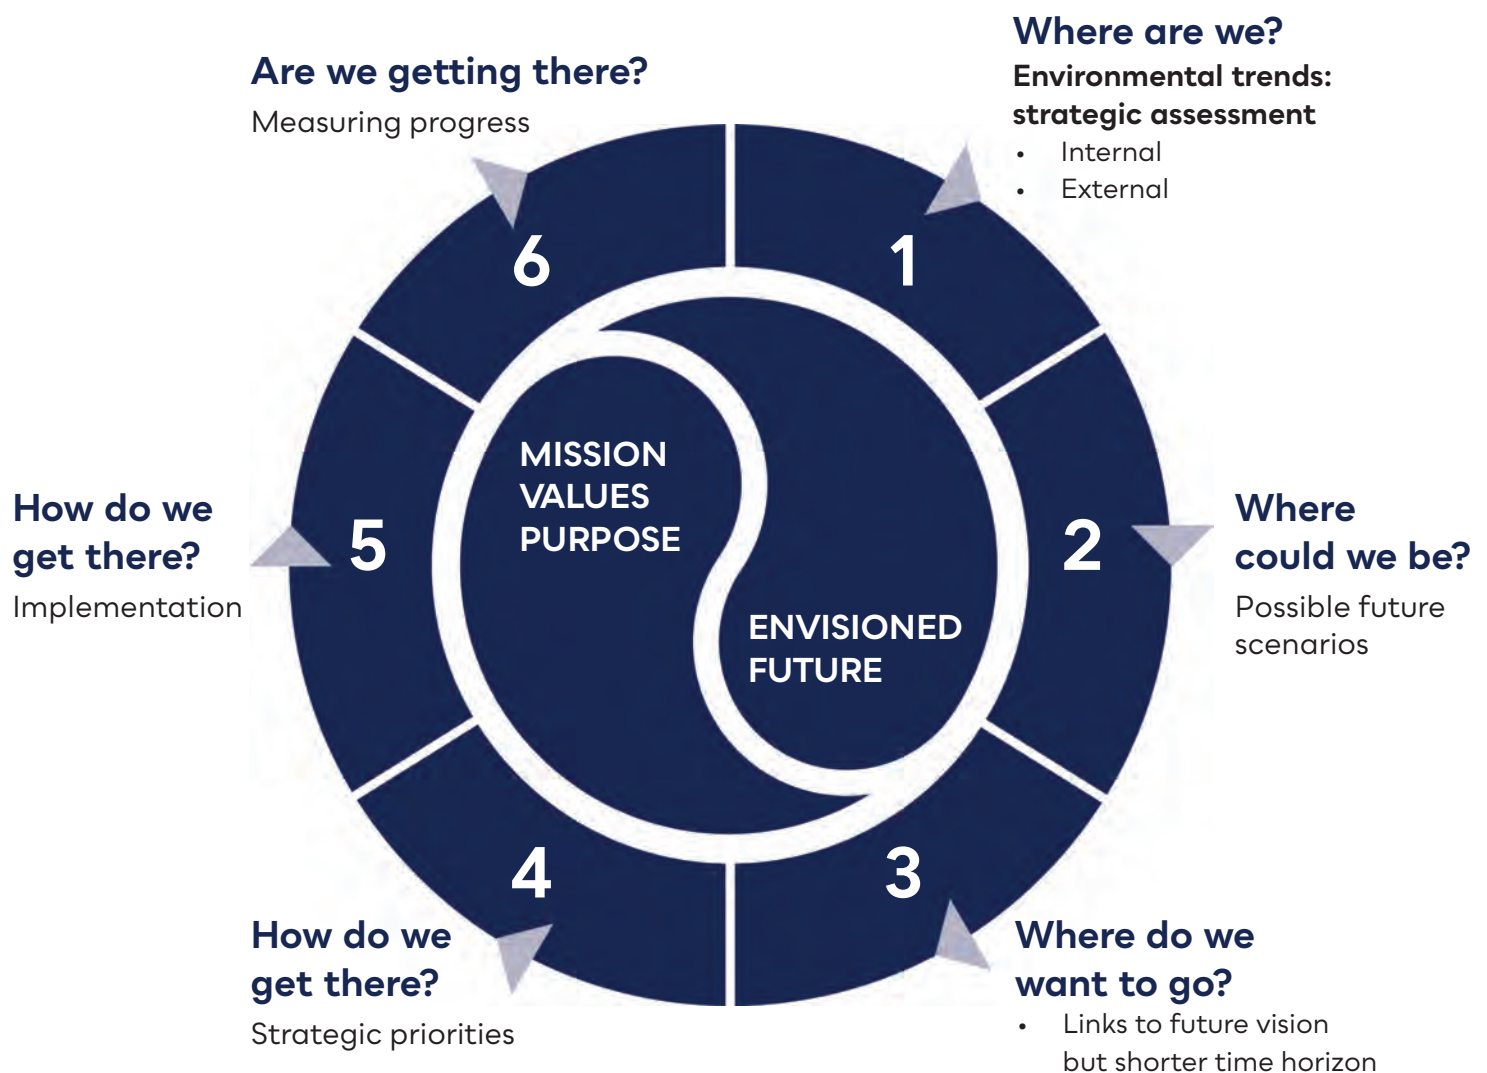 Where are we?
Environmental trends:
strategic assessment
• Internal
• External
1
Where
could we be?
Possible future
scenarios
2
Where do we
want to go?
• Links to future vision
but shorter time horizon
3
How do we
get there?
Strategic priorities
4
How do we
get there?
Implementation
5
Are we getting there?
Measuring progress
6
MISSION
VALUES
PURPOSE
ENVISIONED
FUTURE